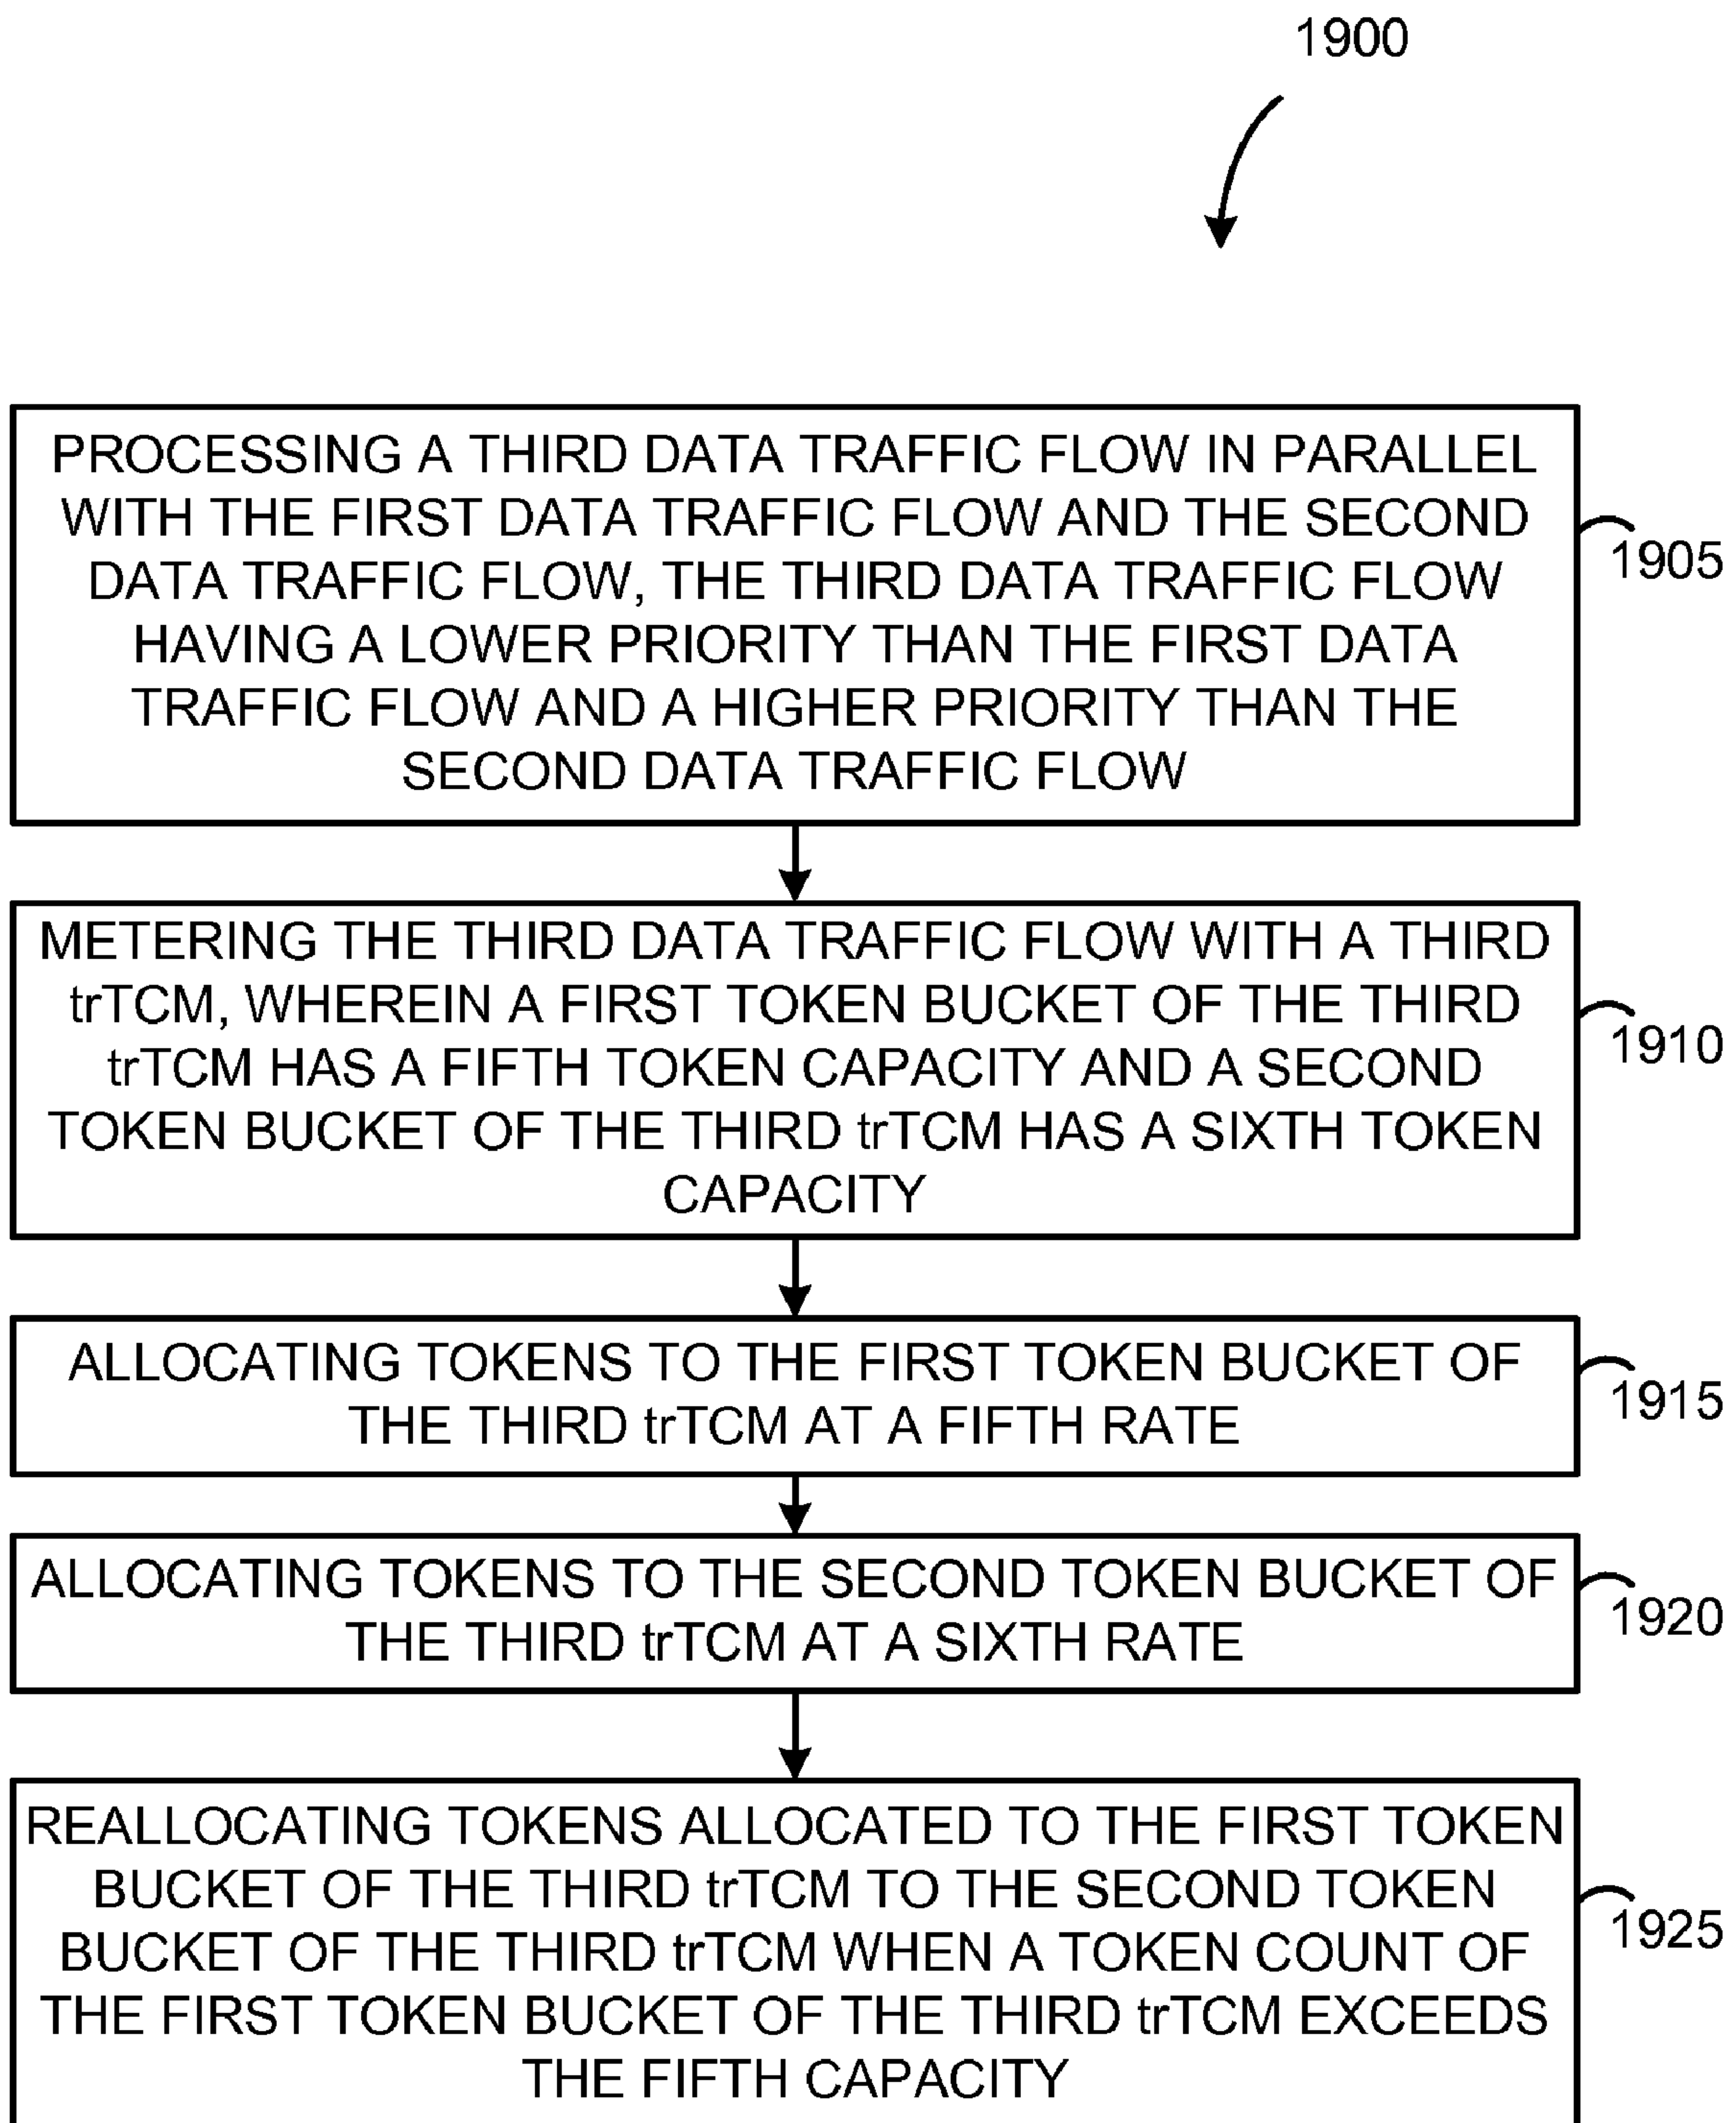 1900
PROCESSING A THIRD DATA TRAFFIC FLOW IN PARALLEL
WITH THE FIRST DATA TRAFFIC FLOW AND THE SECOND
DATA TRAFFIC FLOW, THE THIRD DATA TRAFFIC FLOW
HAVING A LOWER PRIORITY THAN THE FIRST DATA
TRAFFIC FLOW AND A HIGHER PRIORITY THAN THE
SECOND DATA TRAFFIC FLOW
1905
METERING THE THIRD DATA TRAFFIC FLOW WITH A THIRD
trTCM, WHEREIN A FIRST TOKEN BUCKET OF THE THIRD
trTCM HAS A FIFTH TOKEN CAPACITY AND A SECOND
TOKEN BUCKET OF THE THIRD trTCM HAS A SIXTH TOKEN
CAPACITY
1910
ALLOCATING TOKENS TO THE FIRST TOKEN BUCKET OF
THE THIRD trTCM AT A FIFTH RATE
1915
ALLOCATING TOKENS TO THE SECOND TOKEN BUCKET OF
THE THIRD trTCM AT A SIXTH RATE
1920
REALLOCATING TOKENS ALLOCATED TO THE FIRST TOKEN
BUCKET OF THE THIRD trTCM TO THE SECOND TOKEN
BUCKET OF THE THIRD trTCM WHEN A TOKEN COUNT OF
THE FIRST TOKEN BUCKET OF THE THIRD trTCM EXCEEDS
THE FIFTH CAPACITY
1925